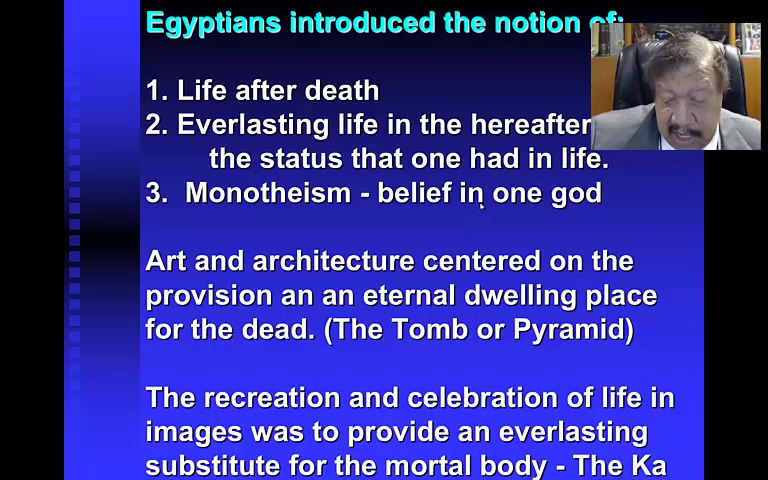 Egyptians introduced the notion of:
1. Life after death
2. Everlasting life in the hereafter
the status that one had in life.
3. Monotheism - belief in one god
Art and architecture centered on the
provision an an eternal dwelling place
for the dead. (The Tomb or Pyramid)
The recreation and celebration of life in
images was to provide an everlasting
substitute for the mortal body - The Ka